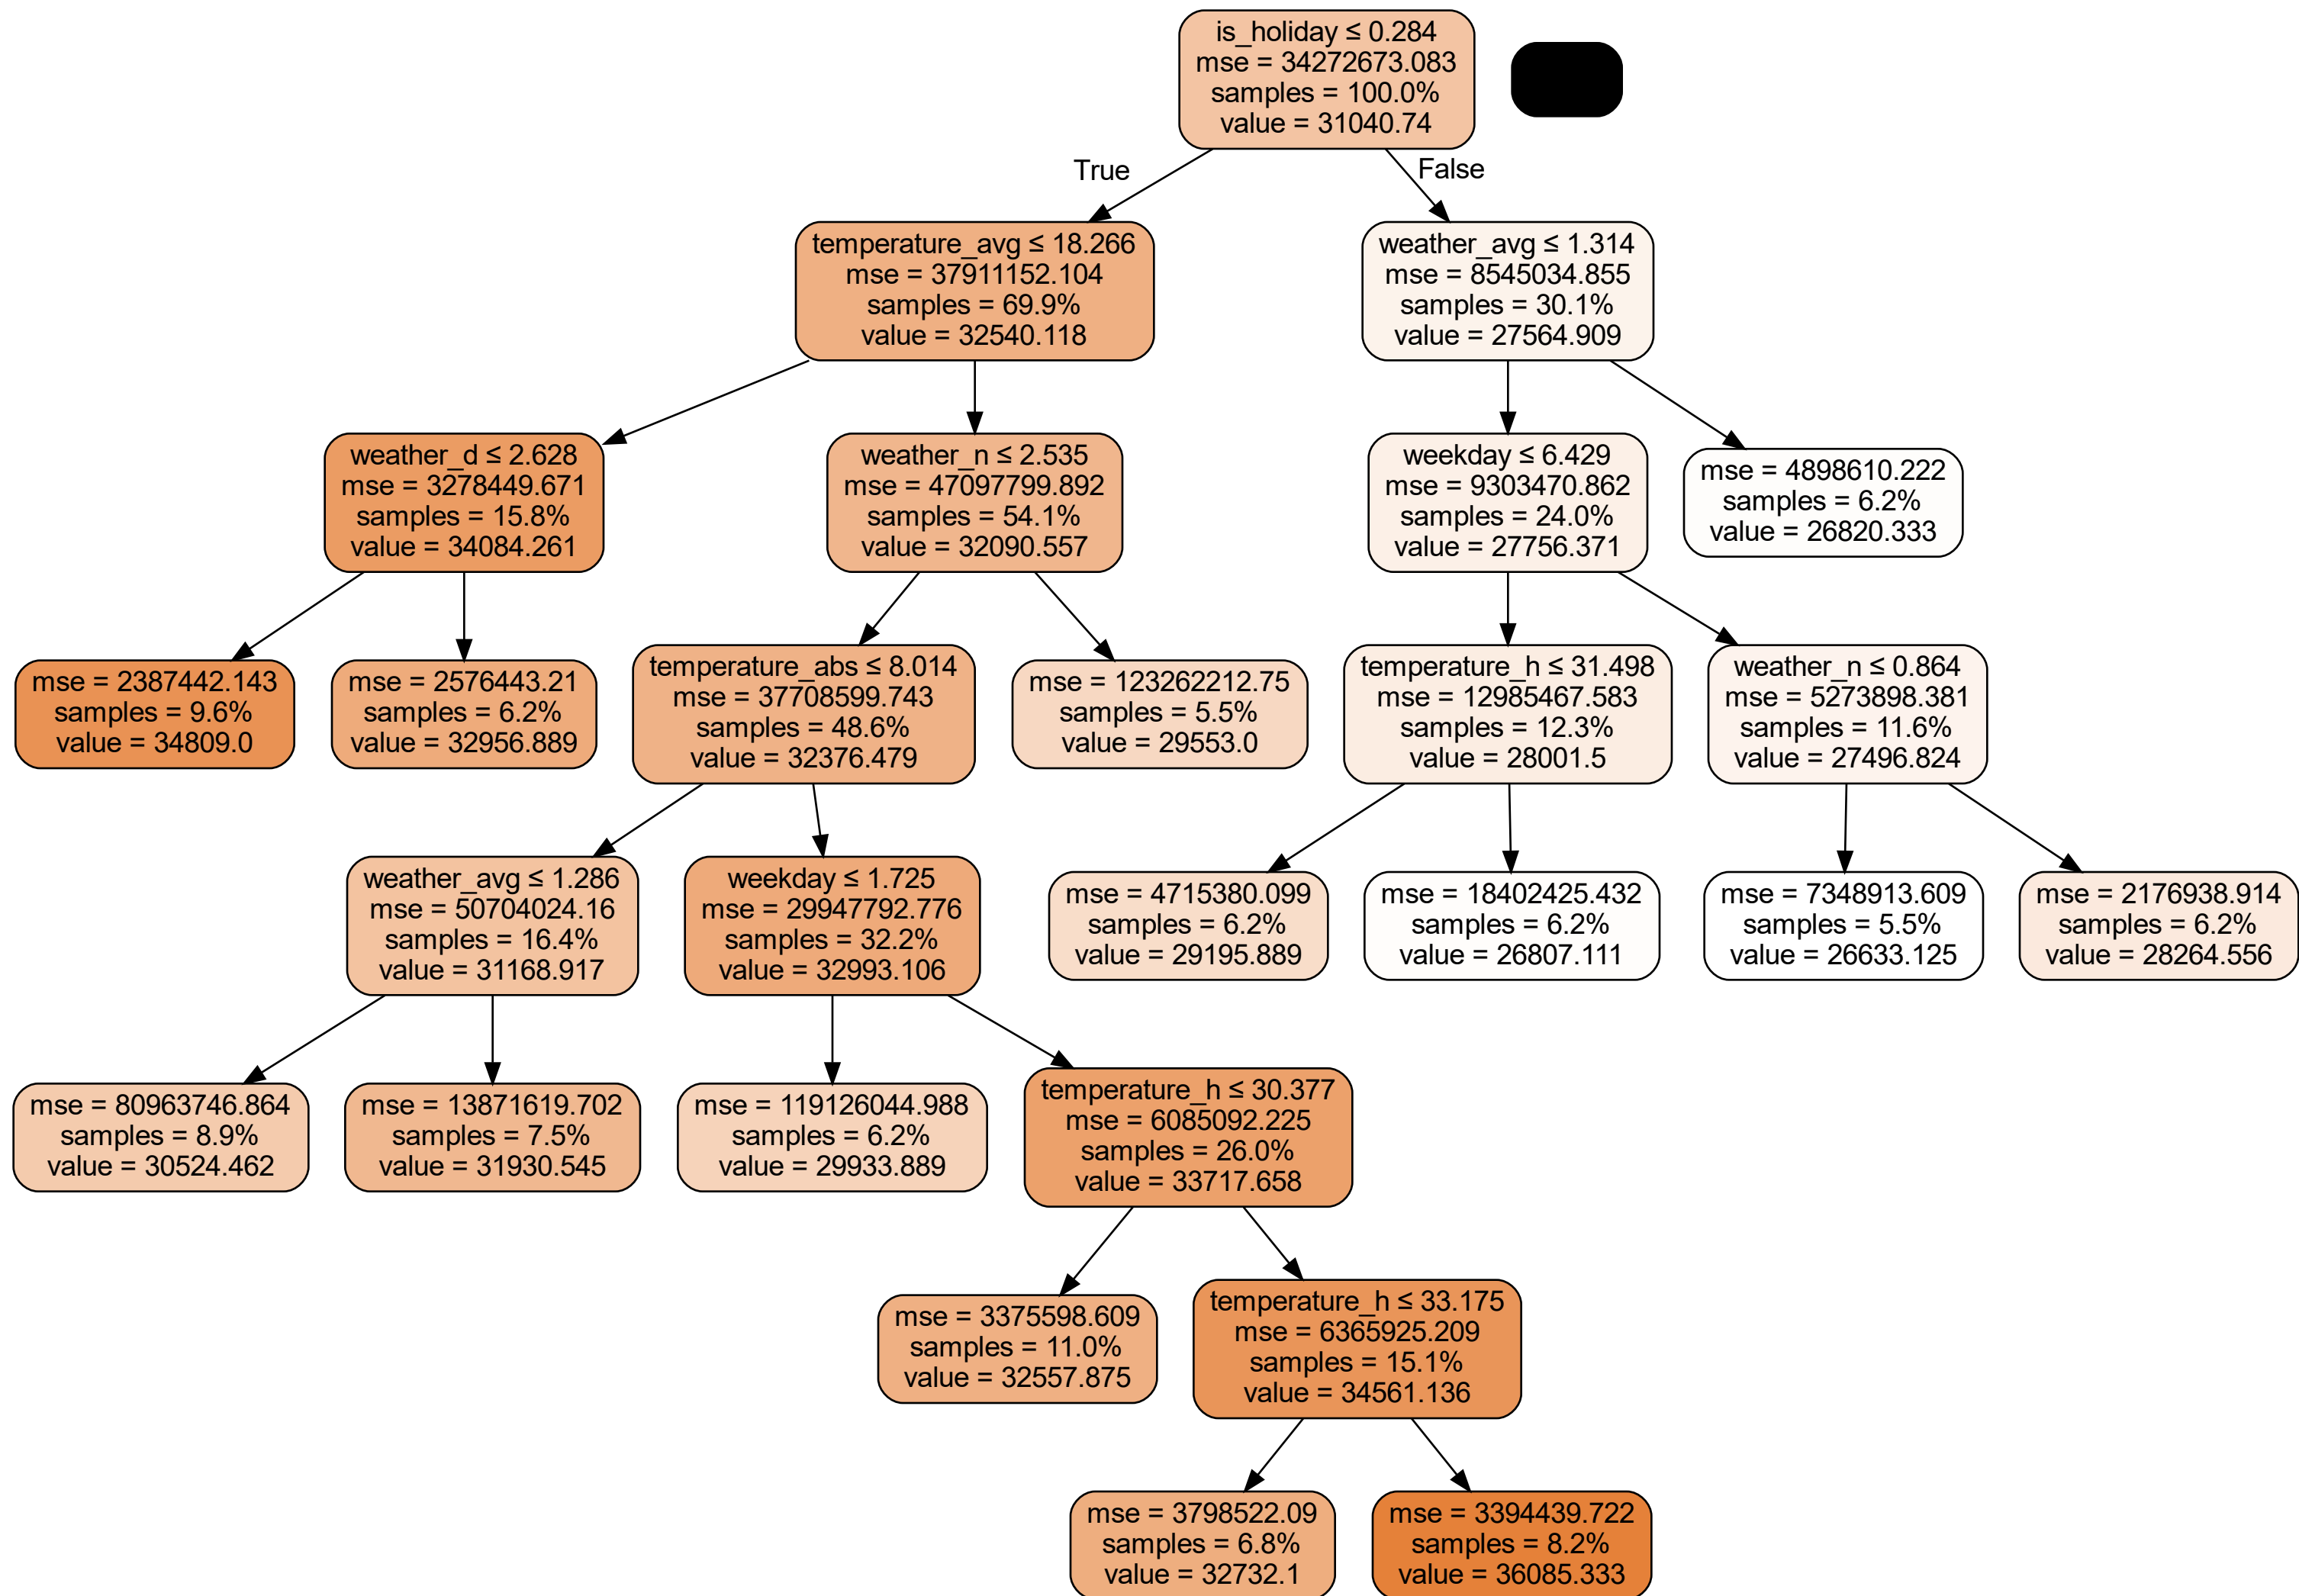 is_holiday ≤ 0.284
mse = 34272673.083
samples = 100.0%
value = 31040.74
True
False
temperature_avg ≤ 18.266
mse = 37911152.104
samples = 69.9%
value = 32540.118
weather_avg ≤ 1.314
mse = 8545034.855
samples = 30.1%
value = 27564.909
weather_d ≤ 2.628
mse = 3278449.671
samples = 15.8%
value = 34084.261
weather_n ≤ 2.535
mse = 47097799.892
samples = 54.1%
value = 32090.557
weekday ≤ 6.429
mse = 9303470.862
samples = 24.0%
value = 27756.371
mse = 4898610.222
samples = 6.2%
value = 26820.333
mse = 2387442.143
samples = 9.6%
value = 34809.0
mse = 2576443.21
samples = 6.2%
value = 32956.889
temperature_abs ≤ 8.014
mse = 37708599.743
samples = 48.6%
value = 32376.479
mse = 123262212.75
samples = 5.5%
value = 29553.0
temperature_h ≤ 31.498
mse = 12985467.583
samples = 12.3%
value = 28001.5
weather_n ≤ 0.864
mse = 5273898.381
samples = 11.6%
value = 27496.824
weather_avg ≤ 1.286
mse = 50704024.16
samples = 16.4%
value = 31168.917
weekday ≤ 1.725
mse = 29947792.776
samples = 32.2%
value = 32993.106
mse = 4715380.099
samples = 6.2%
value = 29195.889
mse = 18402425.432
samples = 6.2%
value = 26807.111
mse = 7348913.609
samples = 5.5%
value = 26633.125
mse = 2176938.914
samples = 6.2%
value = 28264.556
mse = 80963746.864
samples = 8.9%
value = 30524.462
mse = 13871619.702
samples = 7.5%
value = 31930.545
mse = 119126044.988
samples = 6.2%
value = 29933.889
temperature_h ≤ 30.377
mse = 6085092.225
samples = 26.0%
value = 33717.658
mse = 3375598.609
samples = 11.0%
value = 32557.875
temperature_h ≤ 33.175
mse = 6365925.209
samples = 15.1%
value = 34561.136
mse = 3798522.09
samples = 6.8%
value = 32732.1
mse = 3394439.722
samples = 8.2%
value = 36085.333